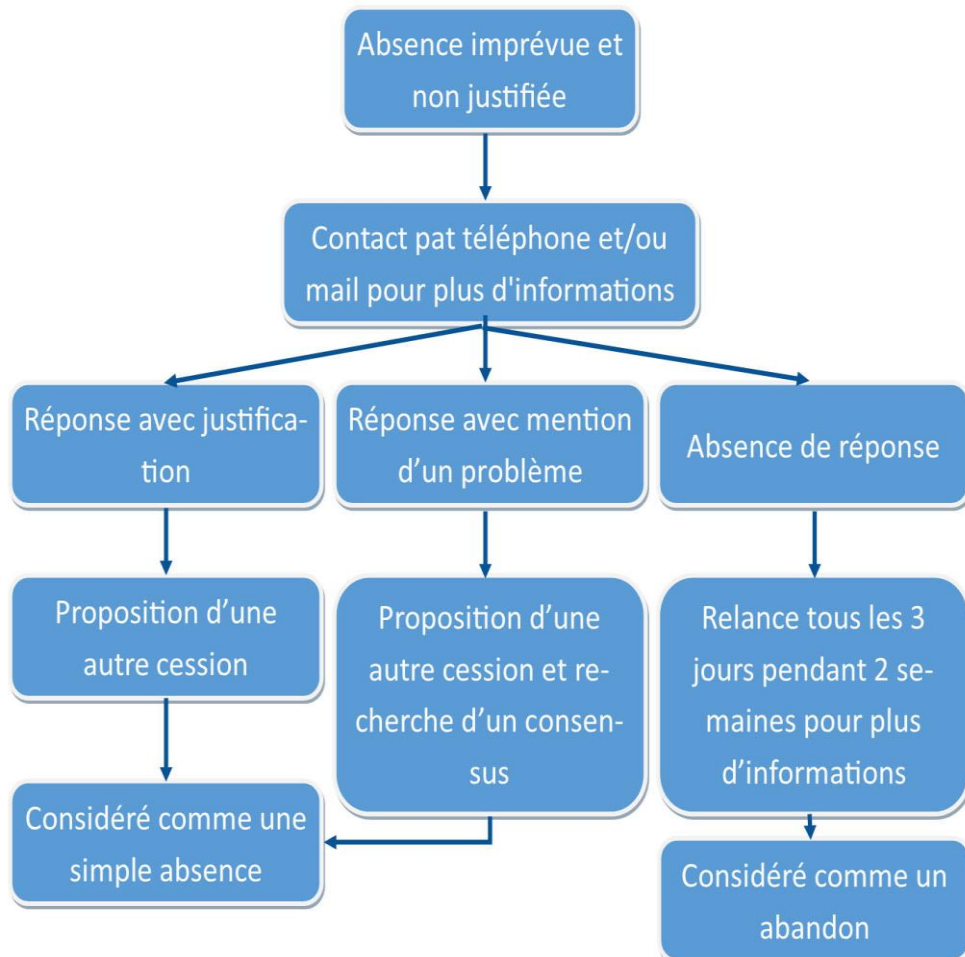 Absence imprévue et
non justifiée
Contact pat téléphone et/ou
mail pour plus d'informations
Réponse avec justifica-
tion
Réponse avec mention
d’un problème
Absence de réponse
Proposition d’une
autre cession
Proposition d’une
autre cession et re-
cherche d’un consen-
sus
Relance tous les 3
jours pendant 2 se-
maines pour plus
d’informations
Considéré comme une
simple absence
Considéré comme un
abandon